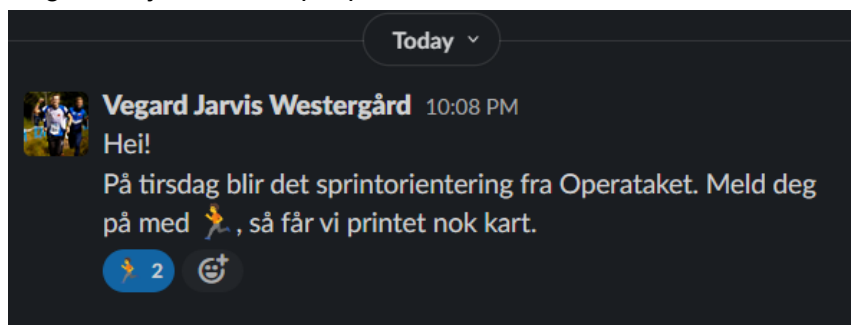 Today
Vegard Jarvis Westergård 10:08 PM
Hei!
På tirsdag blir det sprintorientering fra Operataket. Meld deg
på med 🏃, så får vi printet nok kart.
🏃 2